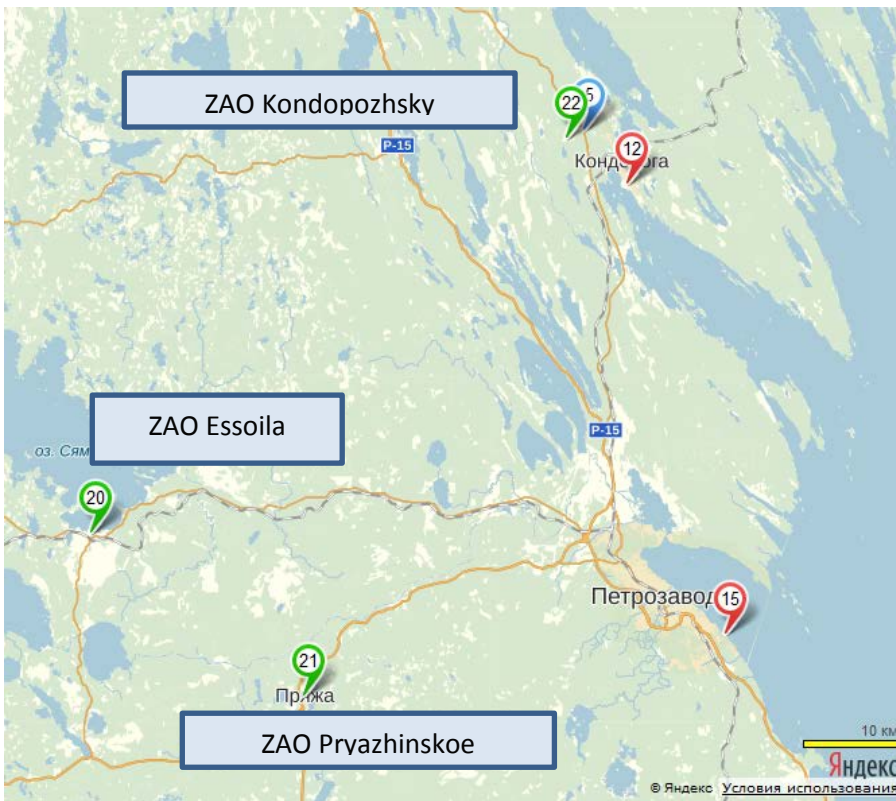 ZAO Kondopozhsky
22
5
12
P-15
ZAO Essoila
P-15
оз. Сям
20
15
21
Пряжа
ZAO Pryazhinskoe
10 км
Яндекс
© Яндекс Условия использования